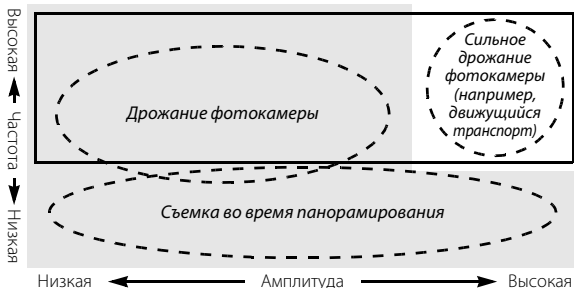 Высокая
Частота
Низкая
Дрожание фотокамеры
Сильное
дрожание
фотокамеры
(например,
движущийся
транспорт)
Съемка во время панорамирования
Низкая Амплитуда Высокая